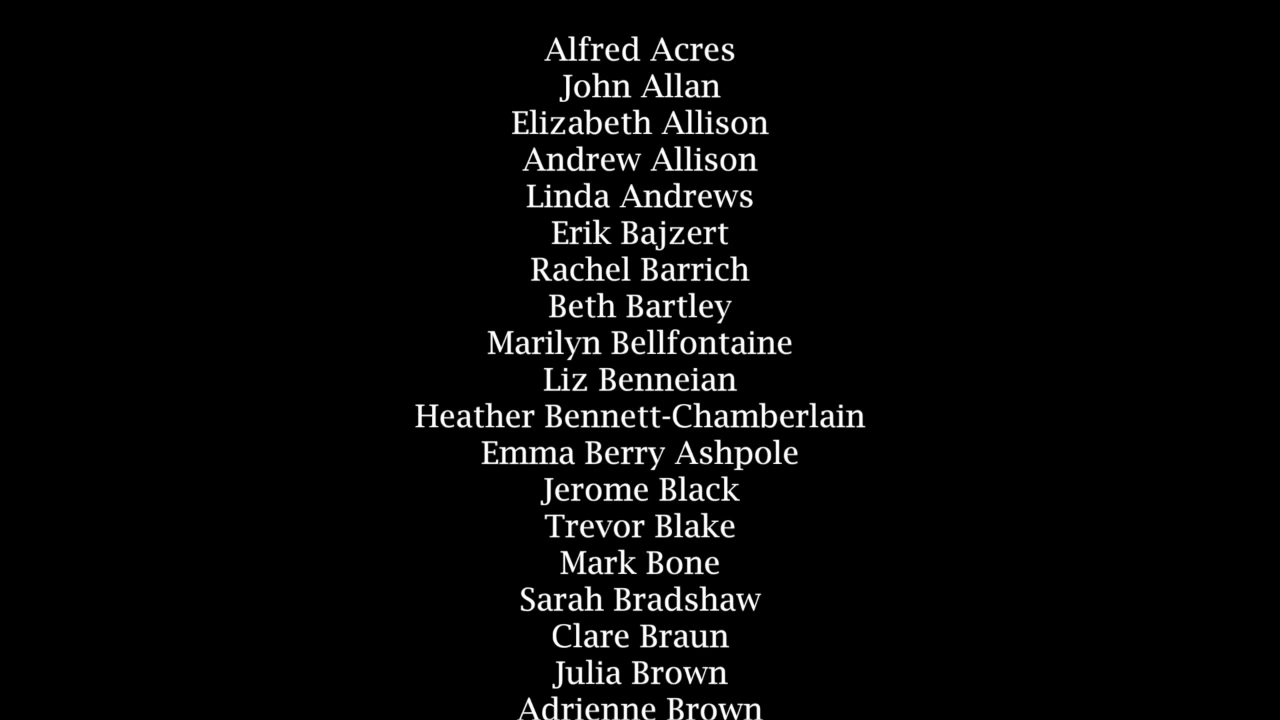 Alfred Acres
John Allan
Elizabeth Allison
Andrew Allison
Linda Andrews
Erik Bajzert
Rachel Barrich
Beth Bartley
Marilyn Bellfontaine
Liz Benneian
Heather Bennett-Chamberlain
Emma Berry Ashpole
Jerome Black
Trevor Blake
Mark Bone
Sarah Bradshaw
Clare Braun
Julia Brown
Adrienne Brown